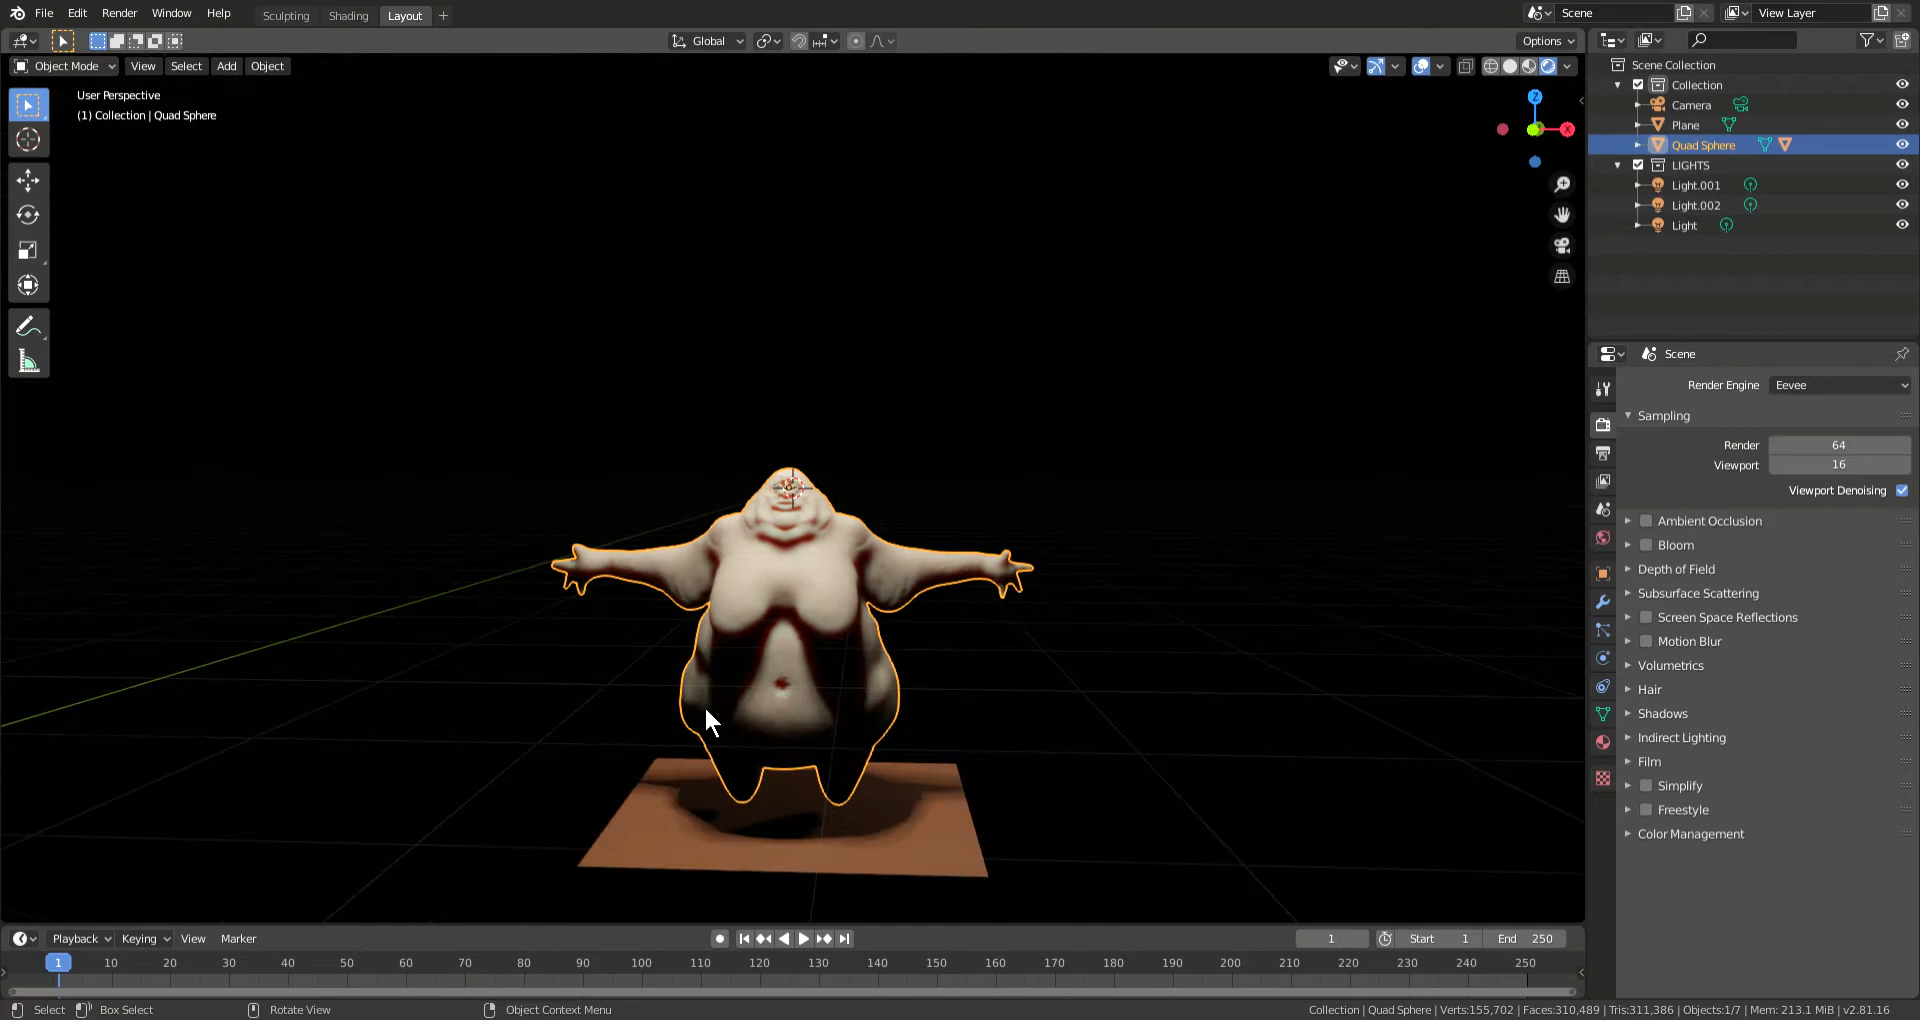 File Edit Render Window Help Sculpting Shading Layout + Scene View Layer
Global Options
Object Mode View Select Add Object
User Perspective
(1) Collection | Quad Sphere
Z
X
Scene Collection
Collection
Camera
Plane
Quad Sphere
LIGHTS
Light.001
Light.002
Light
Scene
Render Engine Eevee
Sampling
Render 64
Viewport 16
Viewport Denoising
Ambient Occlusion
Bloom
Depth of Field
Subsurface Scattering
Screen Space Reflections
Motion Blur
Volumetrics
Hair
Shadows
Indirect Lighting
Film
Simplify
Freestyle
Color Management
Playback Keying View Marker 1 Start 1 End 250
1 10 20 30 40 50 60 70 80 90 100 110 120 130 140 150 160 170 180 190 200 210 220 230 240 250
Select Box Select Rotate View Object Context Menu Collection | Quad Sphere | Verts:155,702 | Faces:310,489 | Tris:311,386 | Objects:1/7 | Mem: 213.1 MiB | v2.81.16